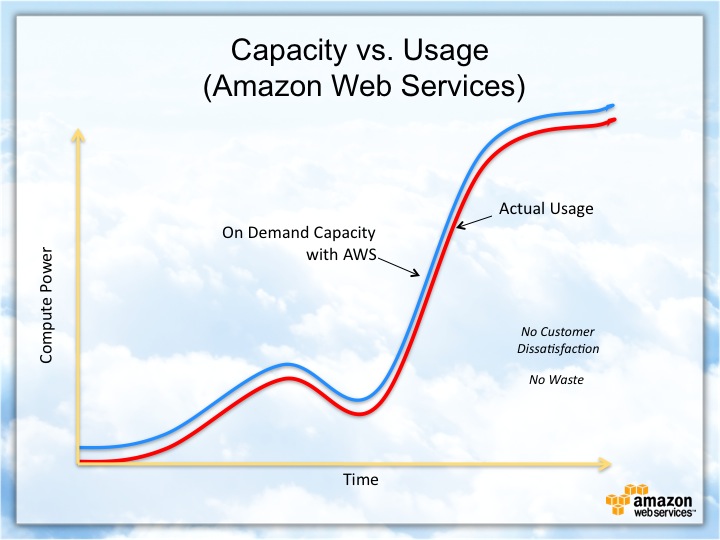 Capacity vs. Usage
(Amazon Web Services)
Actual Usage
On Demand Capacity
with AWS
Compute Power
No Customer
Dissatisfaction
No Waste
Time
amazon
webservices™